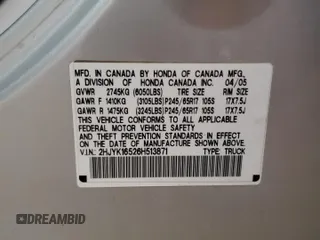 MFD. IN CANADA BY HONDA OF CANADA MFG.,
A DIVISION OF HONDA CANADA INC. 04/05
GVWR 2745KG (6050LBS) TIRE SIZE RIM SIZE
GAWR F 1410KG (3105LBS) P245/65R17 105S 17X7.5J
GAWR R 1475KG (3245LBS) P245/65R17 105S 17X7.5J
THIS VEHICLE CONFORMS TO ALL APPLICABLE
FEDERAL MOTOR VEHICLE SAFETY STANDARDS
IN EFFECT ON THE DATE OF MANUFACTURE SHOWN ABOVE.
V.I.N.: 2HJYK16526H513871 TYPE: TRUCK
DREAMBID